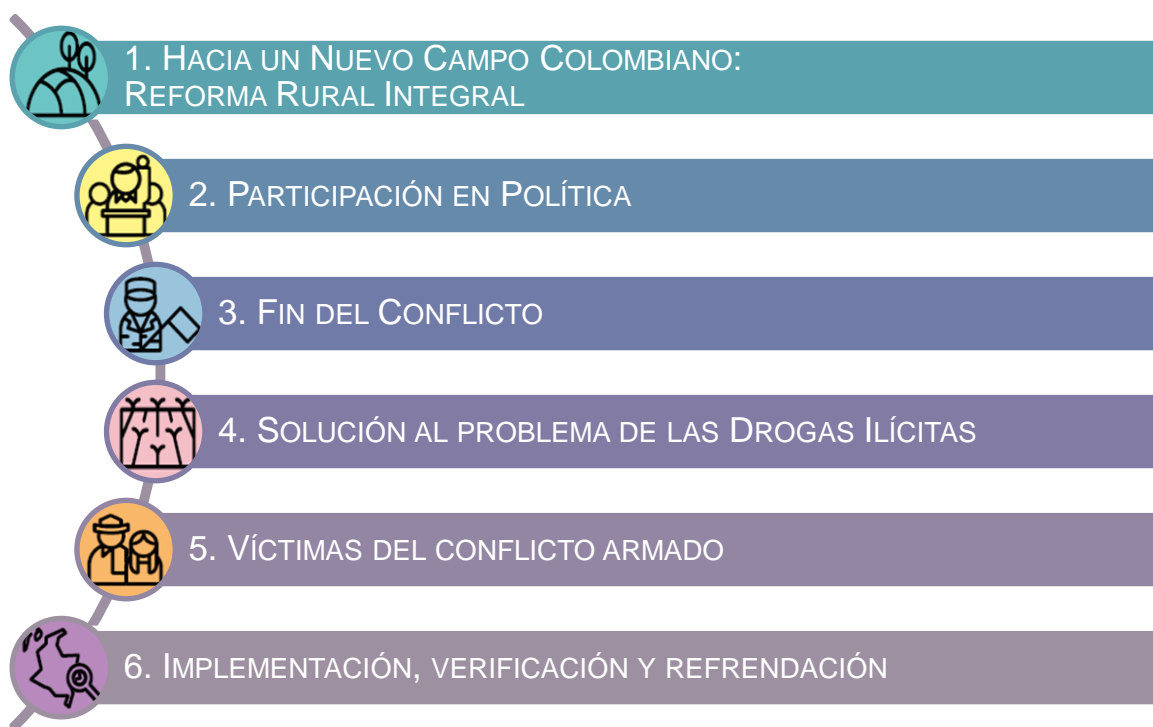 1. Hacia un Nuevo Campo Colombiano:
Reforma Rural Integral
2. Participación en Política
3. Fin del Conflicto
4. Solución al problema de las Drogas Ilícitas
5. Víctimas del conflicto armado
6. Implementación, verificación y refrendación